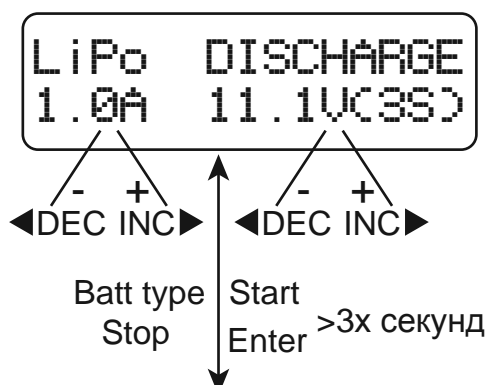 LiPo DISCHARGE
1.0A 11.1V(3S)
- + - +
◀DEC INC▶ ◀DEC INC▶
Batt type Start
Stop Enter >3х секунд